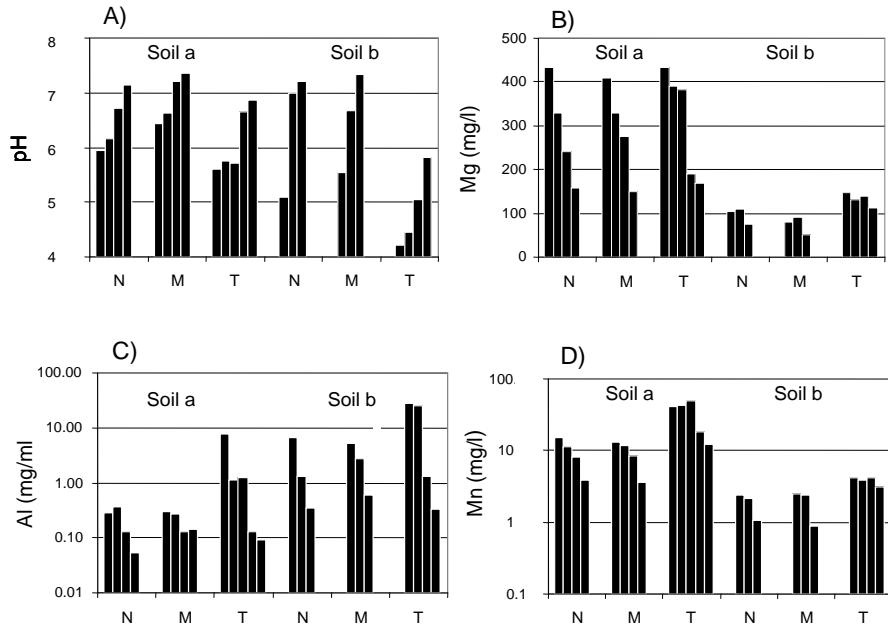 A)
8
7
6
5
4
pH
Soil a
Soil b
N M T N M T
B)
500
400
300
200
100
0
Mg (mg/l)
Soil a
Soil b
N M T N M T
C)
100.00
10.00
1.00
0.10
0.01
Al (mg/ml)
Soil a
Soil b
N M T N M T
D)
100.
10
1
0.1
Mn (mg/l)
Soil a
Soil b
N M T N M T